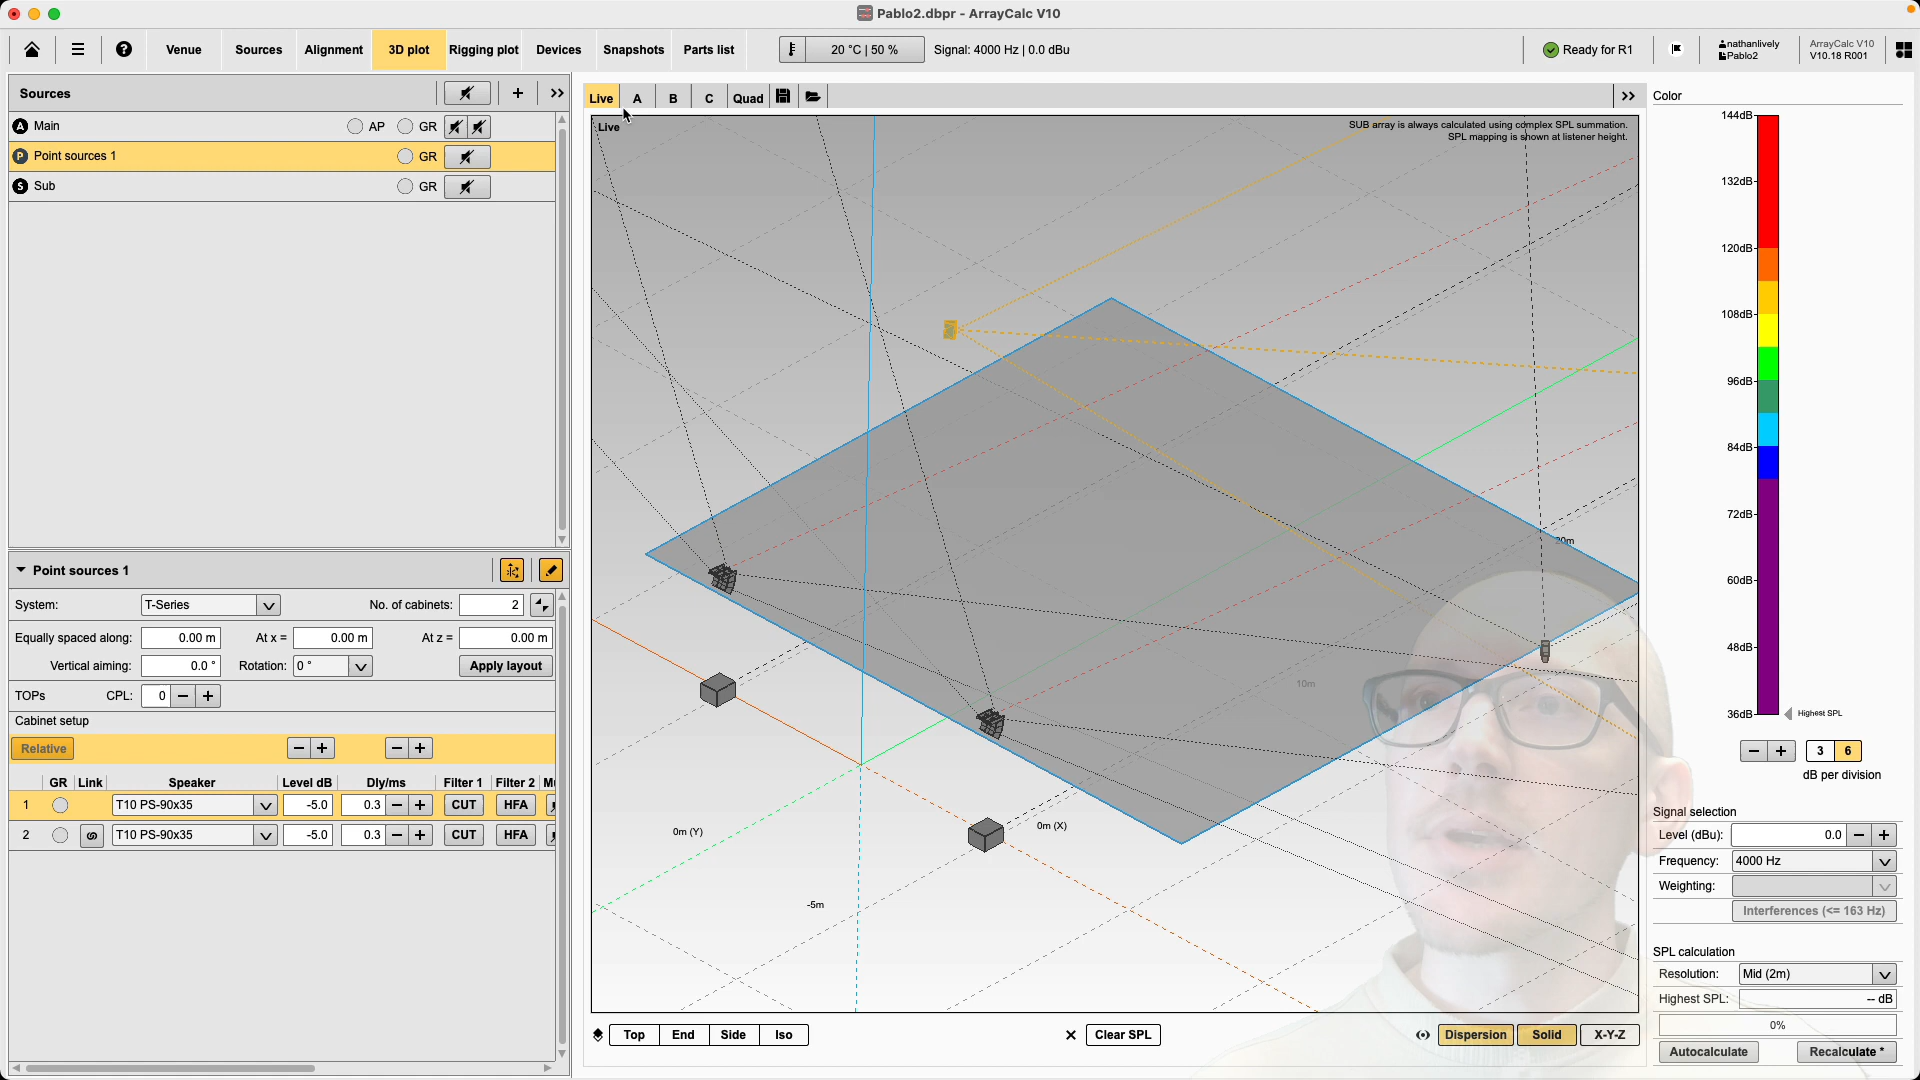 Pablo2.dbpr - ArrayCalc V10
Venue
Sources
Alignment
3D plot
Rigging plot
Devices
Snapshots
Parts list
20 °C | 50 %
Signal: 4000 Hz | 0.0 dBu
Ready for R1
nathanlively
Pablo2
ArrayCalc V10
V10.18 R001
Sources
A Main AP GR
P Point sources 1 GR
S Sub GR
Point sources 1
System: T-Series No. of cabinets: 2
Equally spaced along: 0.00 m At x = 0.00 m At z = 0.00 m
Vertical aiming: 0.0 ° Rotation: 0 ° Apply layout
TOPs CPL: 0
Cabinet setup
Relative
GR Link Speaker Level dB Dly/ms Filter 1 Filter 2
1 T10 PS-90x35 -5.0 0.3 CUT HFA
2 T10 PS-90x35 -5.0 0.3 CUT HFA
Live A B C Quad
Live
SUB array is always calculated using complex SPL summation.
SPL mapping is shown at listener height.
20m
10m
0m (X)
0m (Y)
-5m
Top End Side Iso
Clear SPL
Dispersion Solid X-Y-Z
Color
144dB
132dB
120dB
108dB
96dB
84dB
72dB
60dB
48dB
36dB
Highest SPL
3 6
dB per division
Signal selection
Level (dBu): 0.0
Frequency: 4000 Hz
Weighting:
Interferences (<= 163 Hz)
SPL calculation
Resolution: Mid (2m)
Highest SPL: -- dB
0%
Autocalculate Recalculate *